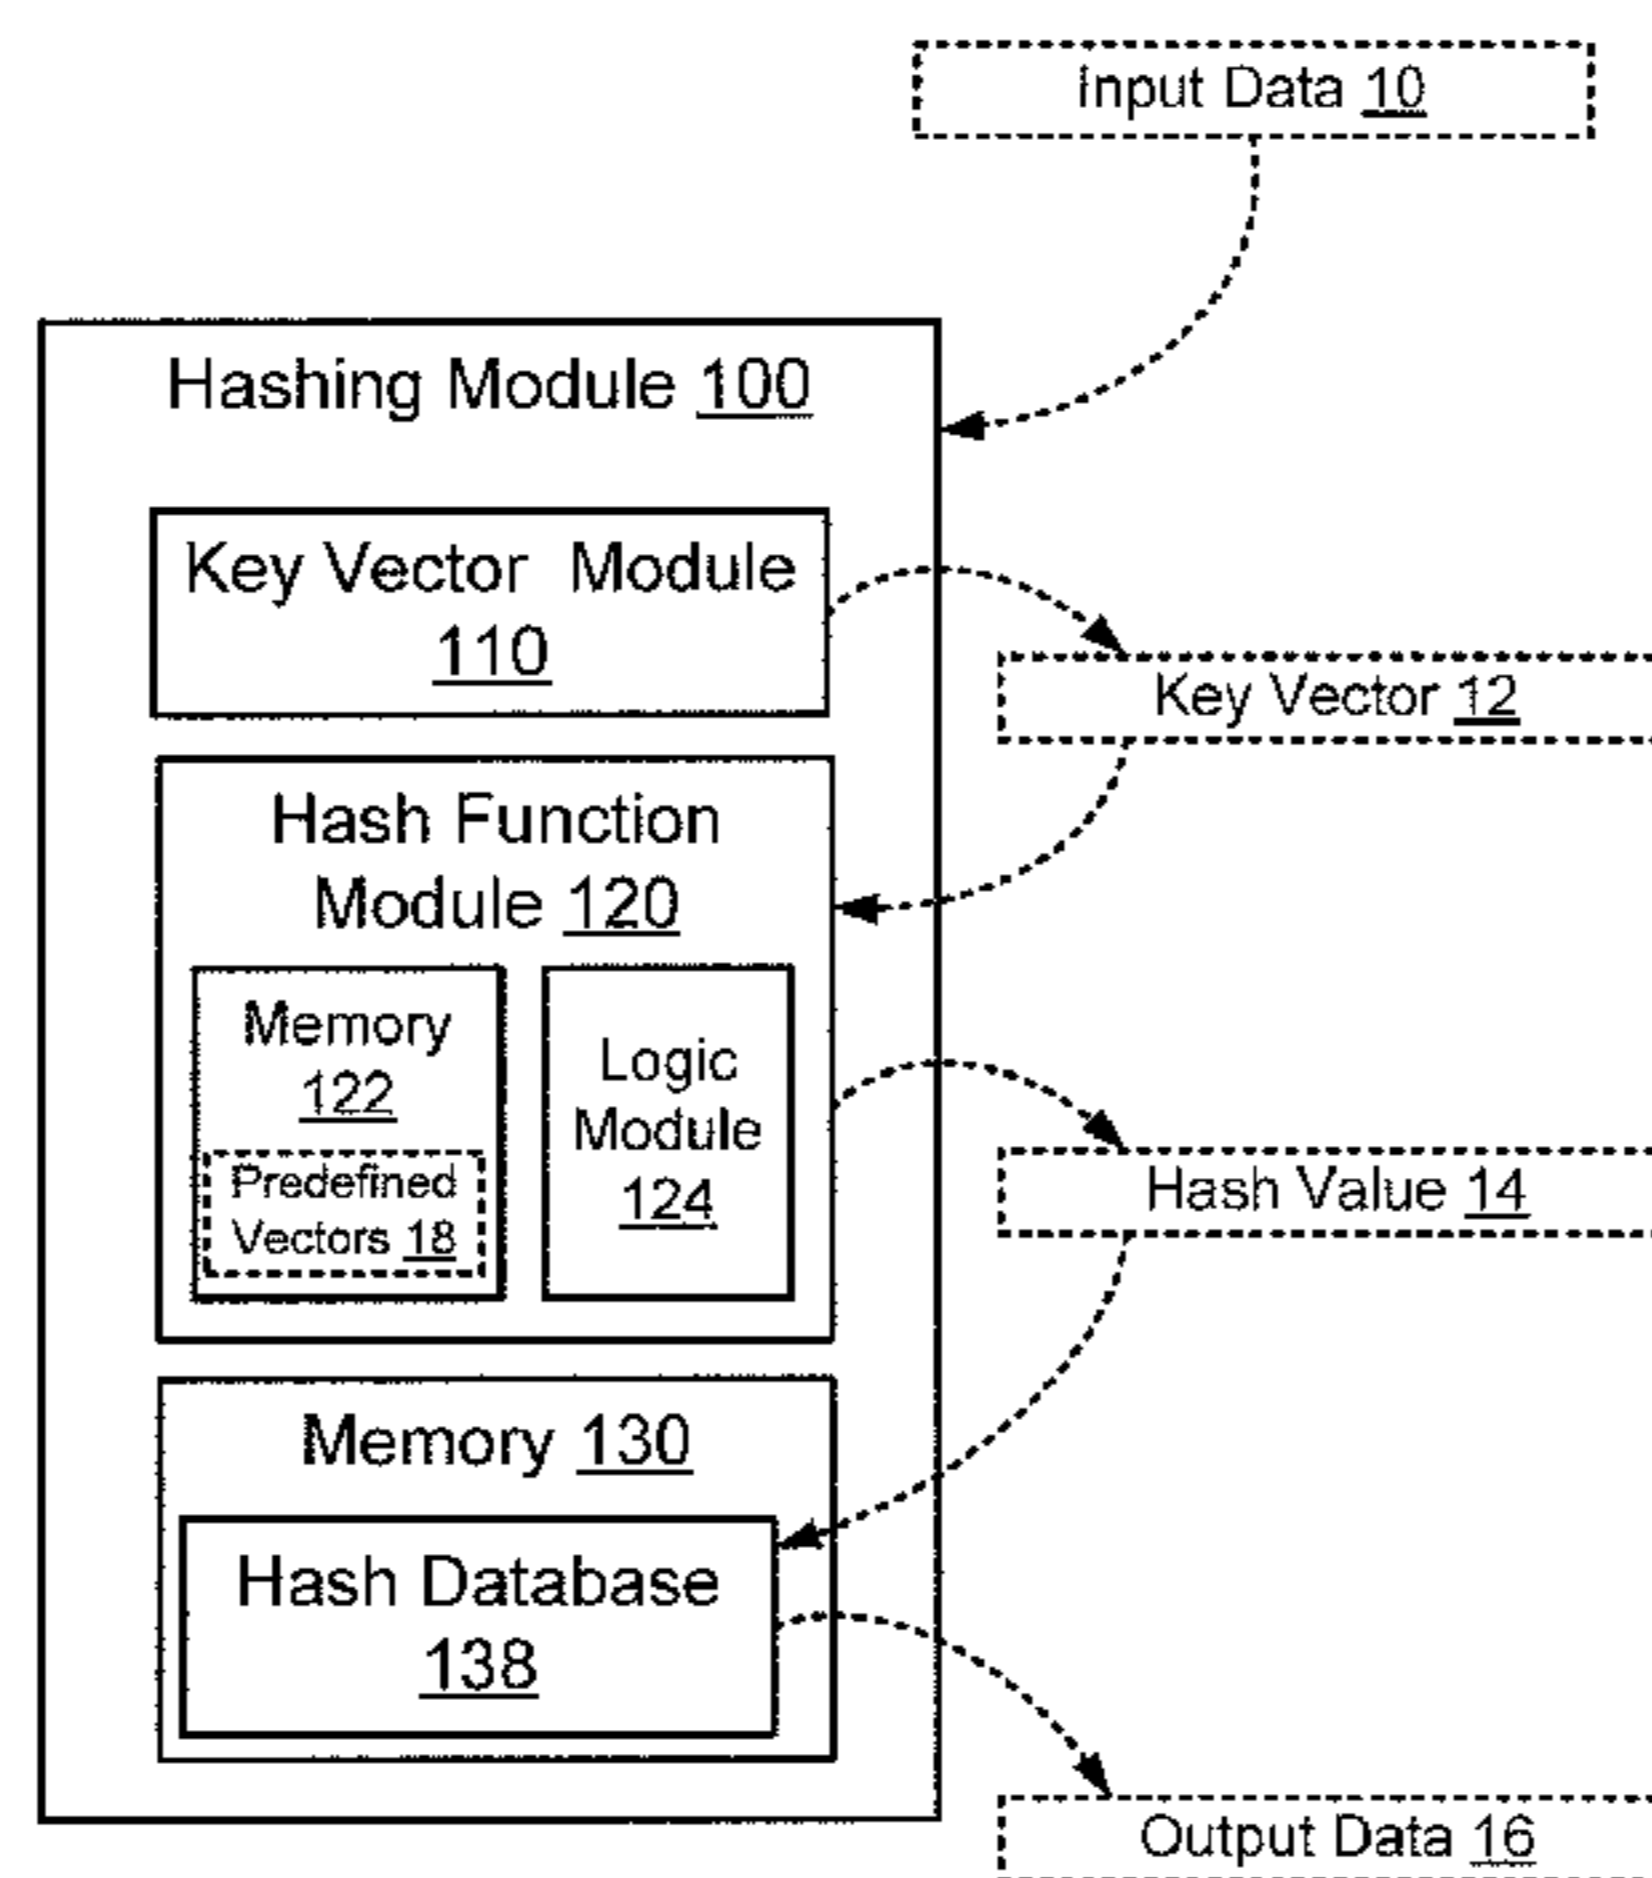 Input Data 10
Hashing Module 100
Key Vector Module
110
Key Vector 12
Hash Function
Module 120
Memory
122
Predefined
Vectors 18
Logic
Module
124
Hash Value 14
Memory 130
Hash Database
138
Output Data 16